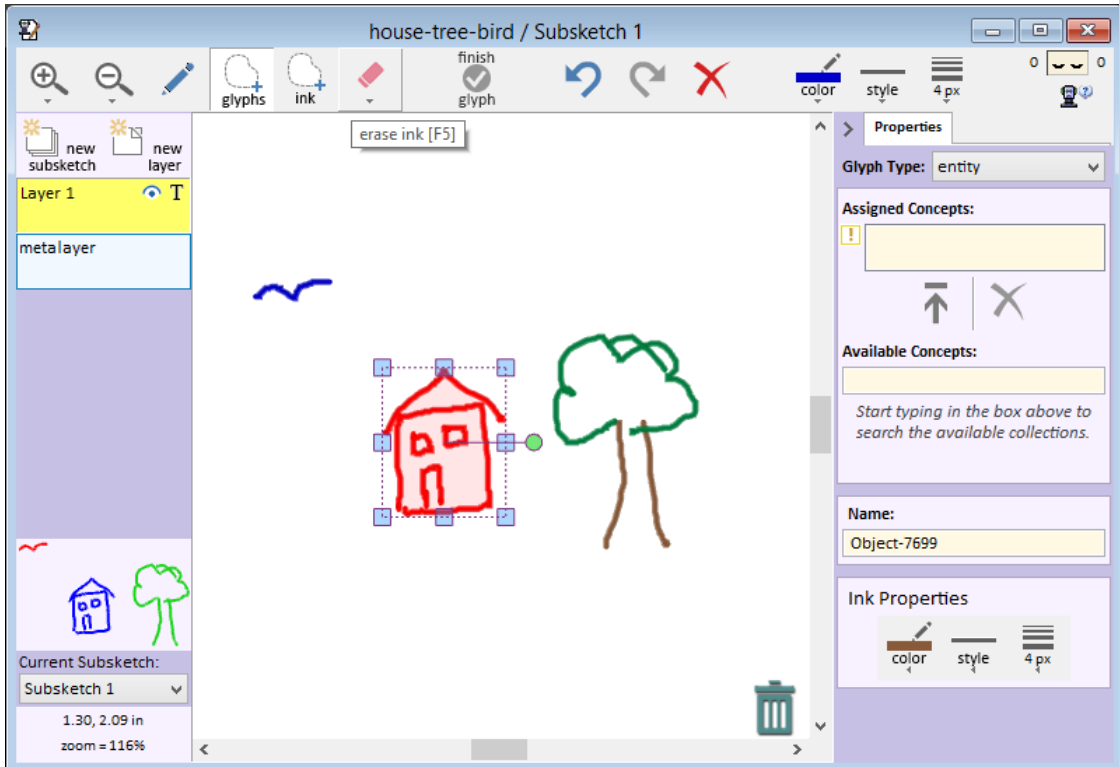 house-tree-bird / Subsketch 1
glyphs
ink
finish
glyph
color
style
4 px
0
0
erase ink [F5]
new
subsketch
new
layer
Layer 1
T
metalayer
Current Subsketch:
Subsketch 1
1.30, 2.09 in
zoom = 116%
Properties
Glyph Type: entity
Assigned Concepts:
!
Available Concepts:
Start typing in the box above to
search the available collections.
Name:
Object-7699
Ink Properties
color
style
4 px